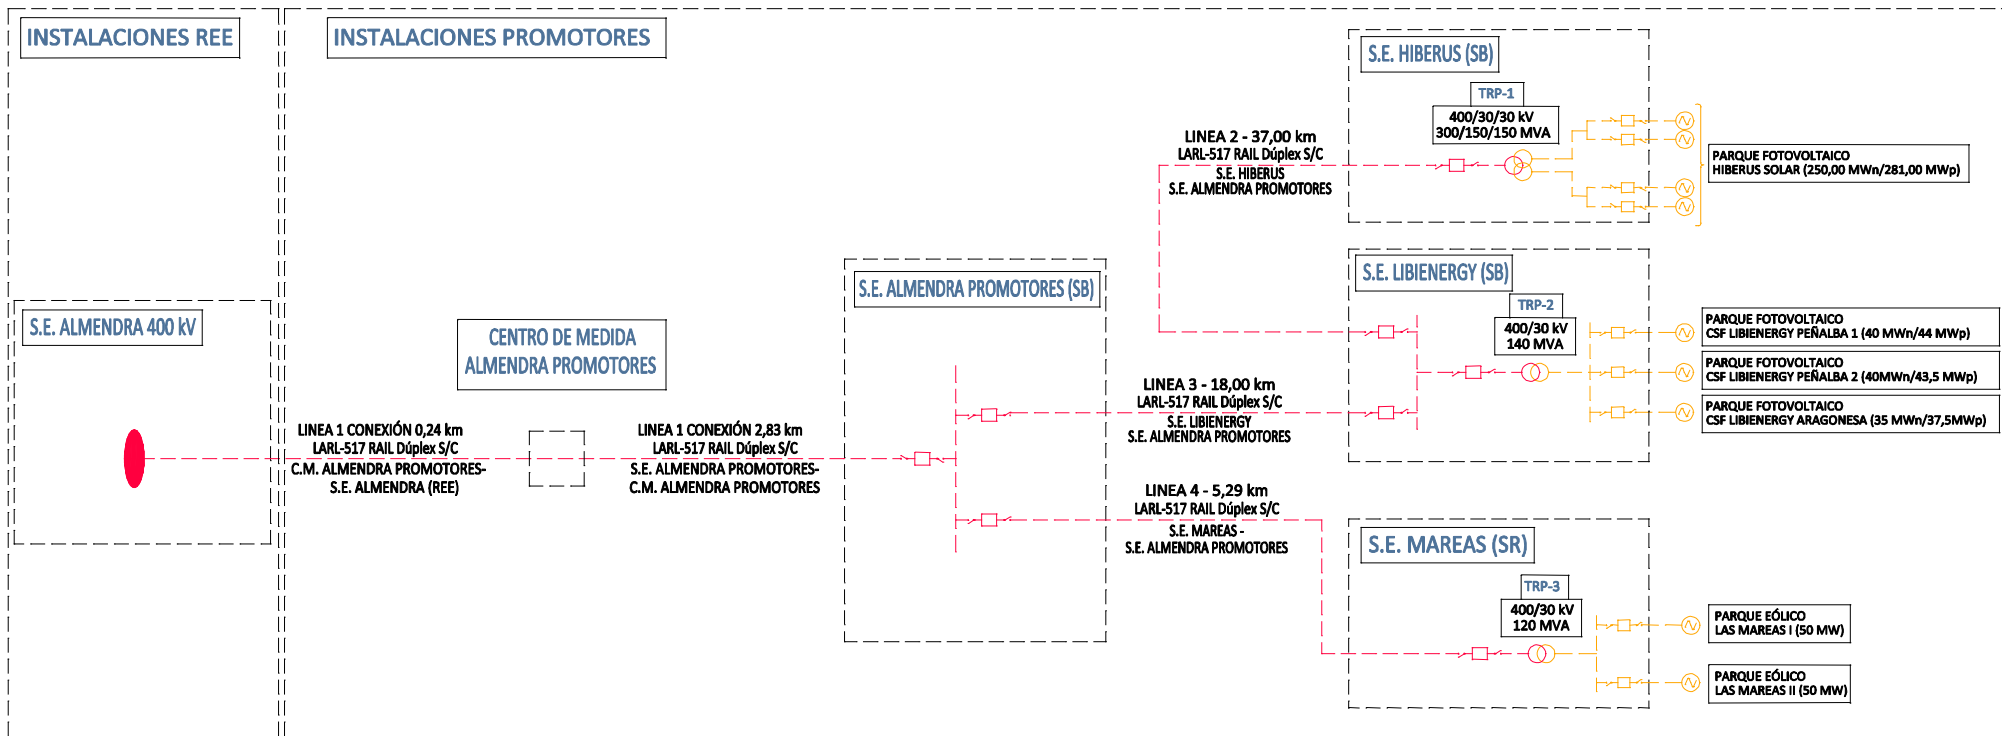 INSTALACIONES REE
INSTALACIONES PROMOTORES
S.E. ALMENDRA 400 kV
LINEA 1 CONEXIÓN 0,24 km
LARL-517 RAIL Dúplex S/C
C.M. ALMENDRA PROMOTORES-
S.E. ALMENDRA (REE)
CENTRO DE MEDIDA
ALMENDRA PROMOTORES
LINEA 1 CONEXIÓN 2,83 km
LARL-517 RAIL Dúplex S/C
S.E. ALMENDRA PROMOTORES-
C.M. ALMENDRA PROMOTORES
S.E. ALMENDRA PROMOTORES (SB)
LINEA 2 - 37,00 km
LARL-517 RAIL Dúplex S/C
S.E. HIBERUS
S.E. ALMENDRA PROMOTORES
LINEA 3 - 18,00 km
LARL-517 RAIL Dúplex S/C
S.E. LIBIENERGY
S.E. ALMENDRA PROMOTORES
LINEA 4 - 5,29 km
LARL-517 RAIL Dúplex S/C
S.E. MAREAS -
S.E. ALMENDRA PROMOTORES
S.E. HIBERUS (SB)
TRP-1
400/30/30 kV
300/150/150 MVA
PARQUE FOTOVOLTAICO
HIBERUS SOLAR (250,00 MWn/281,00 MWp)
S.E. LIBIENERGY (SB)
TRP-2
400/30 kV
140 MVA
PARQUE FOTOVOLTAICO
CSF LIBIENERGY PEÑALBA 1 (40 MWn/44 MWp)
PARQUE FOTOVOLTAICO
CSF LIBIENERGY PEÑALBA 2 (40MWn/43,5 MWp)
PARQUE FOTOVOLTAICO
CSF LIBIENERGY ARAGONESA (35 MWn/37,5MWp)
S.E. MAREAS (SR)
TRP-3
400/30 kV
120 MVA
PARQUE EÓLICO
LAS MAREAS I (50 MW)
PARQUE EÓLICO
LAS MAREAS II (50 MW)